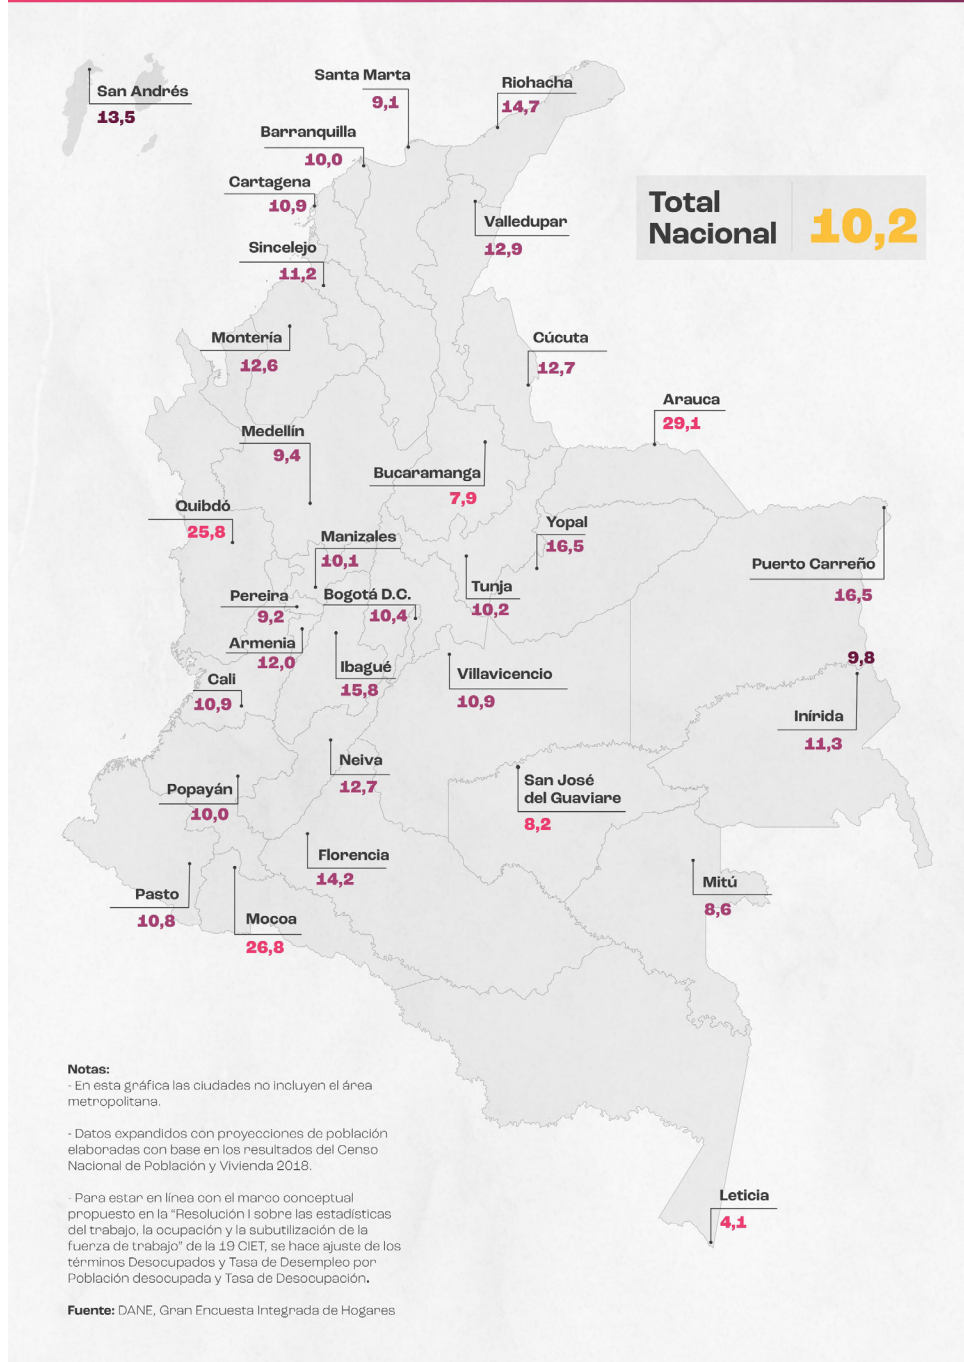 San Andrés
13,5
Santa Marta
9,1
Riohacha
14,7
Barranquilla
10,0
Cartagena
10,9
Valledupar
12,9
Total
Nacional
10,2
Sincelejo
11,2
Montería
12,6
Cúcuta
12,7
Arauca
29,1
Medellín
9,4
Bucaramanga
7,9
Quibdó
25,8
Manizales
10,1
Yopal
16,5
Puerto Carreño
16,5
Tunja
10,2
Pereira
9,2
Bogotá D.C.
10,4
Armenia
12,0
Ibagué
15,8
Villavicencio
10,9
9,8
Cali
10,9
Inírida
11,3
Neiva
12,7
Popayán
10,0
San José
del Guaviare
8,2
Florencia
14,2
Mitú
8,6
Pasto
10,8
Mocoa
26,8
Notas:
- En esta gráfica las ciudades no incluyen el área
metropolitana.
- Datos expandidos con proyecciones de población
elaboradas con base en los resultados del Censo
Nacional de Población y Vivienda 2018.
- Para estar en línea con el marco conceptual
propuesto en la “Resolución I sobre las estadísticas
del trabajo, la ocupación y la subutilización de la
fuerza de trabajo” de la 19 CIET, se hace ajuste de los
términos Desocupados y Tasa de Desempleo por
Población desocupada y Tasa de Desocupación.
Fuente: DANE, Gran Encuesta Integrada de Hogares
Leticia
4,1